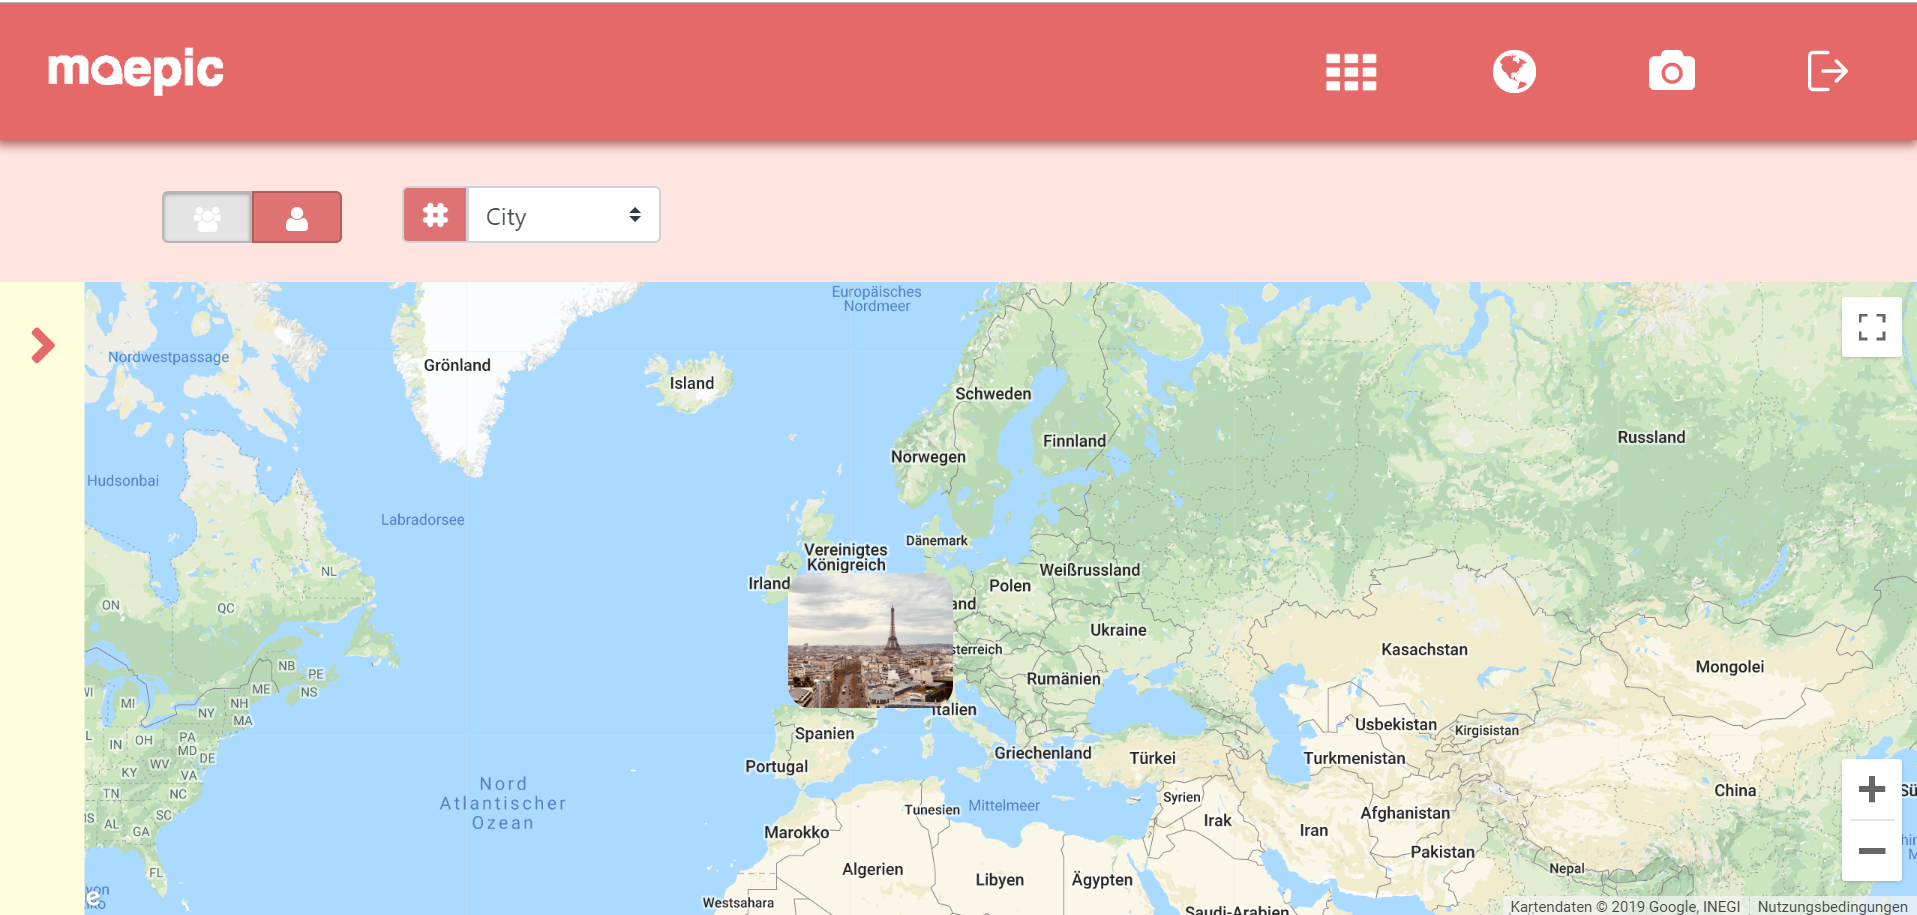 maepic
City
Europäisches
Nordmeer
Nordwestpassage
Grönland
Island
Schweden
Finnland
Russland
Norwegen
Hudsonbai
Labradorsee
Dänemark
Vereinigtes
Königreich
Weißrussland
NL
Irland
Polen
and
ON
QC
Ukraine
sterreich
Kasachstan
NB
PE
Mongolei
Rumänien
ME
NS
MI
NH
NY
MA
Italien
Usbekistan
Kirgisistan
Spanien
OH
PA
IN
MD
Griechenland
Türkei
Turkmenistan
DE
WV
KY
VA
Portugal
Nord
Atlantischer
Ozean
TN
NC
Syrien
China
Sü
Tunesien
Mittelmeer
MS
AL
SC
GA
Marokko
Irak
Iran
Afghanistan
Pakistan
FL
Algerien
Libyen
Ägypten
Nepal
Westsahara
Saudi-Arabien
Kartendaten © 2019 Google, INEGI
Nutzungsbedingungen